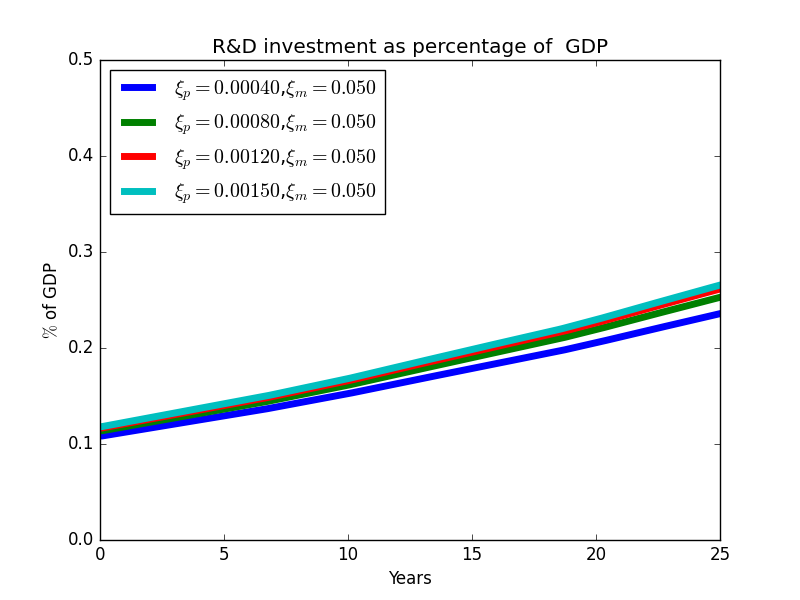 R&D investment as percentage of  GDP
ξₚ = 0.00040,ξₘ = 0.050
ξₚ = 0.00080,ξₘ = 0.050
ξₚ = 0.00120,ξₘ = 0.050
ξₚ = 0.00150,ξₘ = 0.050
% of GDP
0.5
0.4
0.3
0.2
0.1
0.0
0 5 10 15 20 25
Years